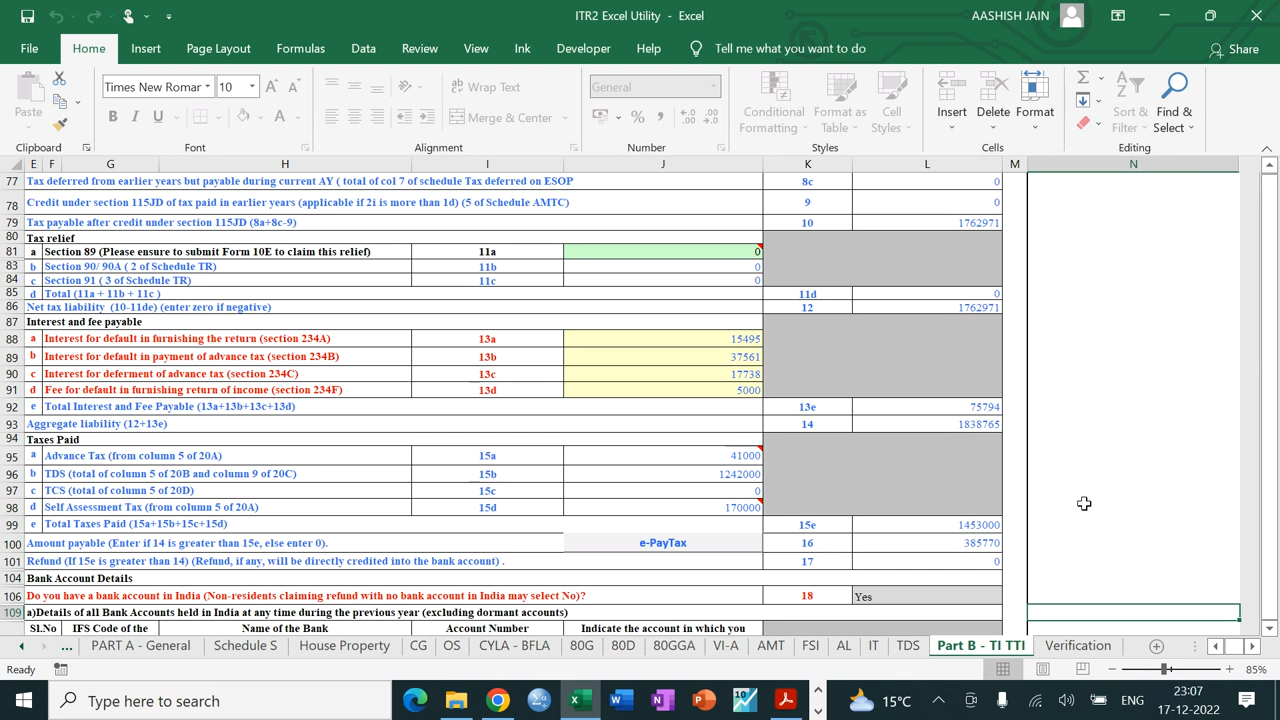 ITR2 Excel Utility - Excel
AASHISH JAIN
File Home Insert Page Layout Formulas Data Review View Ink Developer Help Tell me what you want to do Share
Times New Romar 10 Wrap Text General
Paste Merge & Center Conditional Formatting Format as Table Cell Styles Insert Delete Format Sort & Filter Find & Select
Clipboard Font Alignment Number Styles Cells Editing
E F G H I J K L M N
77 Tax deferred from earlier years but payable during current AY ( total of col 7 of schedule Tax deferred on ESOP 8c 0
78 Credit under section 115JD of tax paid in earlier years (applicable if 2i is more than 1d) (5 of Schedule AMTC) 9 0
79 Tax payable after credit under section 115JD (8a+8c-9) 10 1762971
80 Tax relief
81 a Section 89 (Please ensure to submit Form 10E to claim this relief) 11a 0
83 b Section 90/ 90A ( 2 of Schedule TR) 11b 0
84 c Section 91 ( 3 of Schedule TR) 11c 0
85 d Total (11a + 11b + 11c ) 11d 0
86 Net tax liability (10-11de) (enter zero if negative) 12 1762971
87 Interest and fee payable
88 a Interest for default in furnishing the return (section 234A) 13a 15495
89 b Interest for default in payment of advance tax (section 234B) 13b 37561
90 c Interest for deferment of advance tax (section 234C) 13c 17738
91 d Fee for default in furnishing return of income (section 234F) 13d 5000
92 e Total Interest and Fee Payable (13a+13b+13c+13d) 13e 75794
93 Aggregate liability (12+13e) 14 1838765
94 Taxes Paid
95 a Advance Tax (from column 5 of 20A) 15a 41000
96 b TDS (total of column 5 of 20B and column 9 of 20C) 15b 1242000
97 c TCS (total of column 5 of 20D) 15c 0
98 d Self Assessment Tax (from column 5 of 20A) 15d 170000
99 e Total Taxes Paid (15a+15b+15c+15d) 15e 1453000
100 Amount payable (Enter if 14 is greater than 15e, else enter 0). e-PayTax 16 385770
101 Refund (If 15e is greater than 14) (Refund, if any, will be directly credited into the bank account) . 17 0
104 Bank Account Details
106 Do you have a bank account in India (Non-residents claiming refund with no bank account in India may select No)? 18 Yes
109 a)Details of all Bank Accounts held in India at any time during the previous year (excluding dormant accounts)
Sl.No IFS Code of the Name of the Bank Account Number Indicate the account in which you
... PART A - General Schedule S House Property CG OS CYLA - BFLA 80G 80D 80GGA VI-A AMT FSI AL IT TDS Part B - TI TTI Verification
Ready 85%
Type here to search 15°C ENG 23:07
17-12-2022